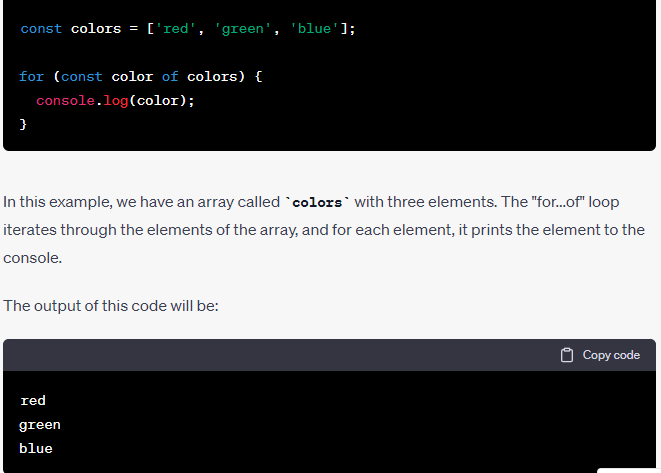 const colors = ['red', 'green', 'blue'];
for (const color of colors) {
  console.log(color);
}
In this example, we have an array called `colors` with three elements. The "for...of" loop
iterates through the elements of the array, and for each element, it prints the element to the
console.
The output of this code will be:
Copy code
red
green
blue